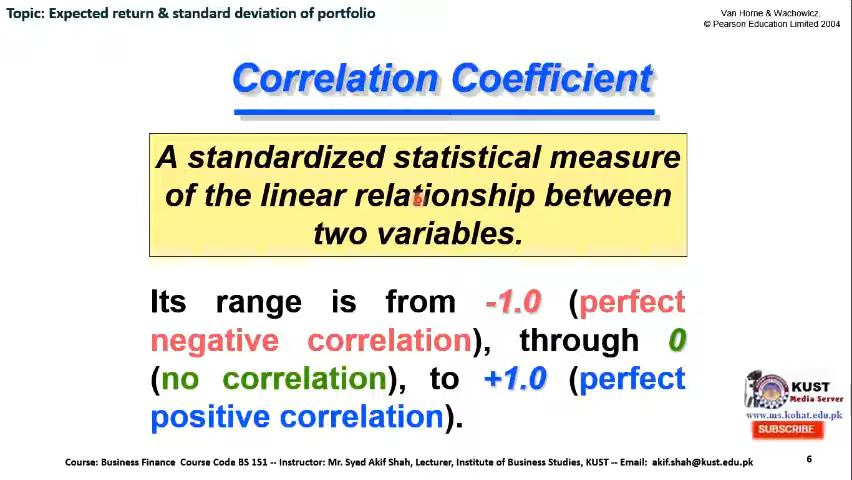 Topic: Expected return & standard deviation of portfolio
Van Horne & Wachowicz,
© Pearson Education Limited 2004
Correlation Coefficient
A standardized statistical measure
of the linear relationship between
two variables.
Its range is from -1.0 (perfect
negative correlation), through 0
(no correlation), to +1.0 (perfect
positive correlation).
KUST
Media Server
www.ms.kohat.edu.pk
SUBSCRIBE
Course: Business Finance Course Code BS 151 -- Instructor: Mr. Syed Akif Shah, Lecturer, Institute of Business Studies, KUST -- Email: akif.shah@kust.edu.pk
6